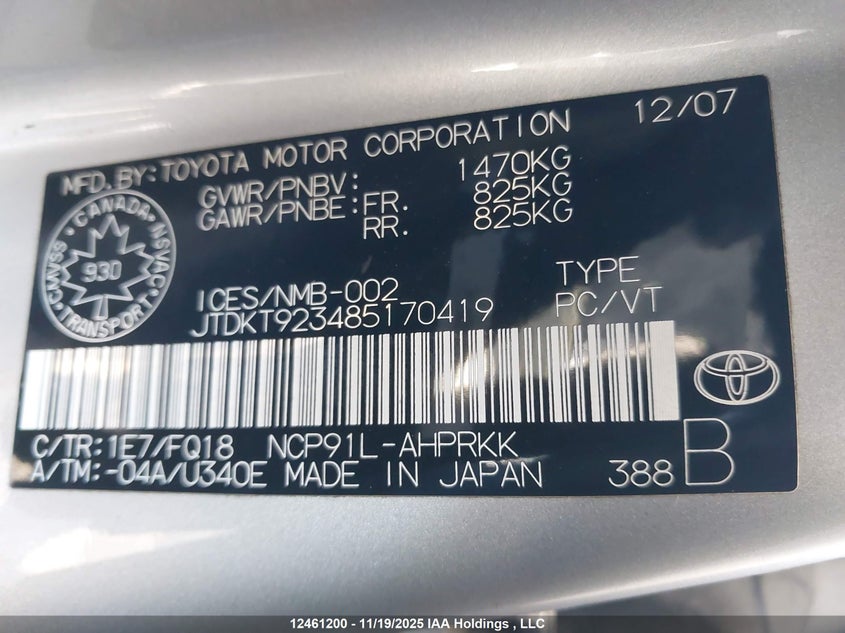 12/07
MFD.BY:TOYOTA MOTOR CORPORATION
GVWR/PNBV: 1470KG
GAWR/PNBE: FR. 825KG
RR. 825KG
CANADA
CMVSS
NSVAC
930
TRANSPORT
ICES/NMB-002
TYPE
JTDKT923485170419
PC/VT
C/TR:1E7/FQ18 NCP91L-AHPRKK
A/TM:-04A/U340E MADE IN JAPAN
388 B
12461200 - 11/19/2025 IAA Holdings , LLC